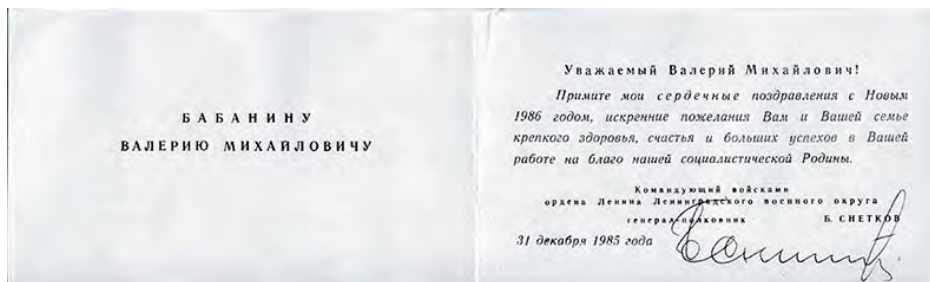 БАБАНИНУ
ВАЛЕРИЮ МИХАЙЛОВИЧУ
Уважаемый Валерий Михайлович!
Примите мои сердечные поздравления с Новым
1986 годом, искренние пожелания Вам и Вашей семье
крепкого здоровья, счастья и больших успехов в Вашей
работе на благо нашей социалистической Родины.
Командующий войсками
ордена Ленина Ленинградского военного округа
генерал-полковник Б. СНЕТКОВ
31 декабря 1985 года